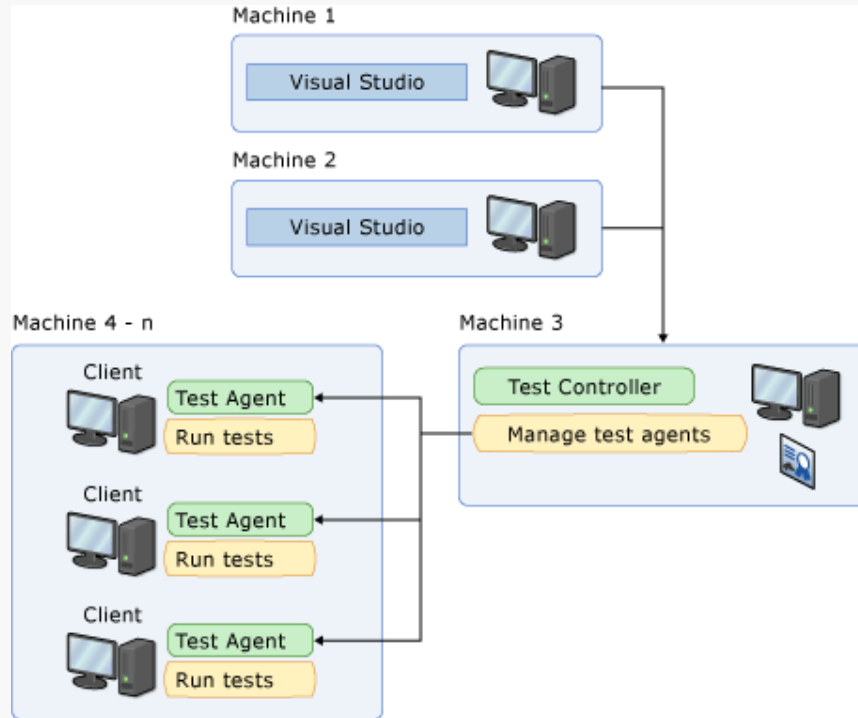 Machine 1
Visual Studio
Machine 2
Visual Studio
Machine 4 - n
Machine 3
Client
Test Agent
Run tests
Client
Test Agent
Run tests
Client
Test Agent
Run tests
Test Controller
Manage test agents